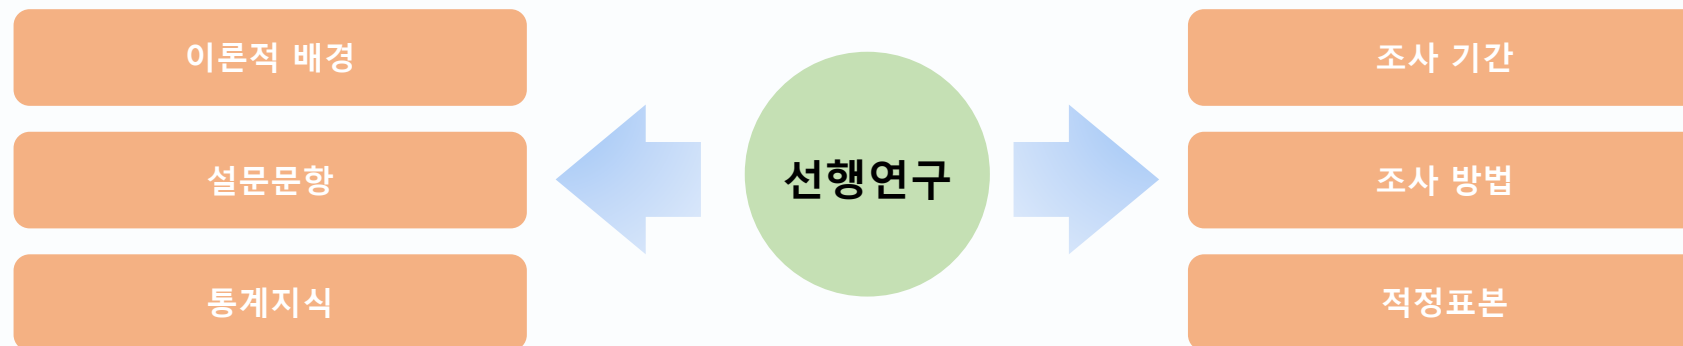 이론적 배경
설문문항
통계지식
선행연구
조사 기간
조사 방법
적정표본